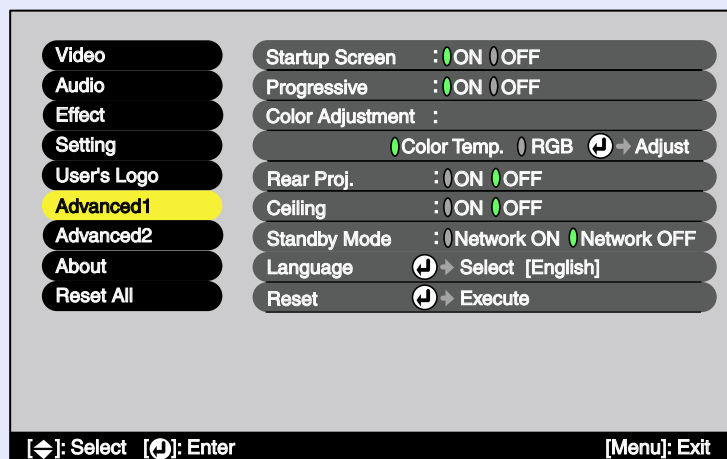 Video
Audio
Effect
Setting
User's Logo
Advanced1
Advanced2
About
Reset All
Startup Screen : ON OFF
Progressive : ON OFF
Color Adjustment :
Color Temp. RGB Adjust
Rear Proj. : ON OFF
Ceiling : ON OFF
Standby Mode : Network ON Network OFF
Language Select [English]
Reset Execute
[ ]: Select [ ]: Enter [Menu]: Exit